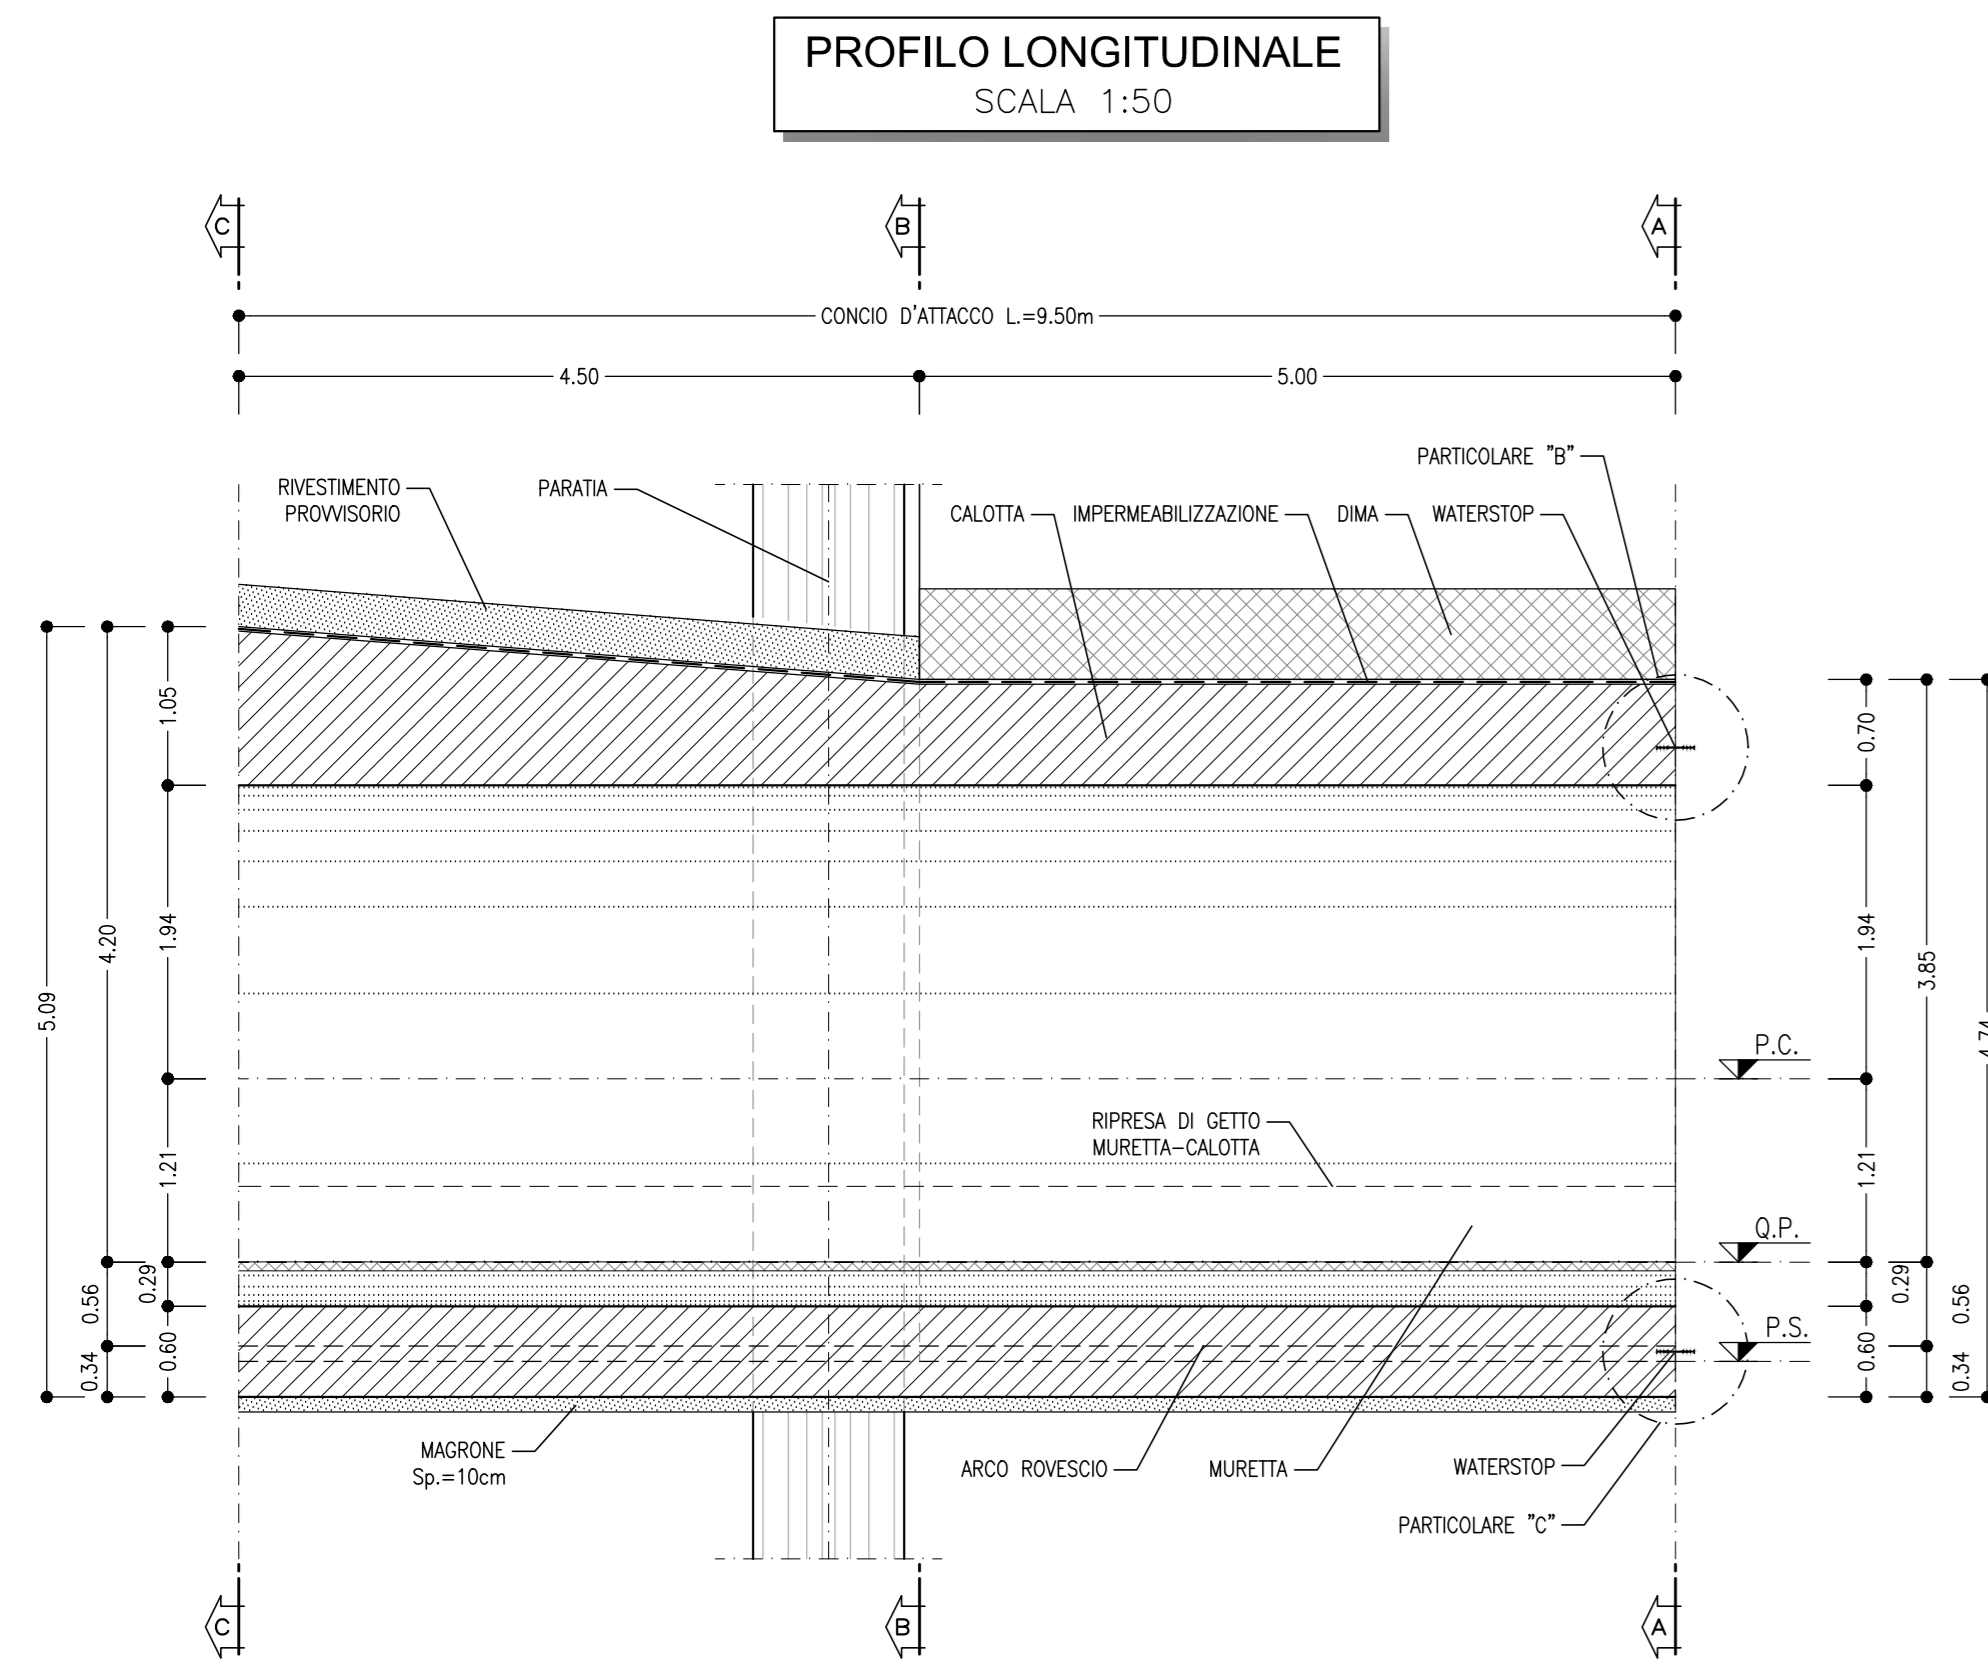 PROFILO LONGITUDINALE
SCALA 1:50
C
B
A
CONCIO D'ATTACCO L.=9.50m
4.50
5.00
PARTICOLARE "B"
RIVESTIMENTO
PROVVISORIO
PARATIA
CALOTTA
IMPERMEABILIZZAZIONE
DIMA
WATERSTOP
1.05
0.70
1.94
4.20
5.09
1.94
3.85
4.74
P.C.
RIPRESA DI GETTO
MURETTA-CALOTTA
1.21
1.21
Q.P.
0.29
0.56
0.29
0.56
P.S.
0.60
0.34
0.60
0.34
MAGRONE
Sp.=10cm
ARCO ROVESCIO
MURETTA
WATERSTOP
PARTICOLARE "C"
C
B
A